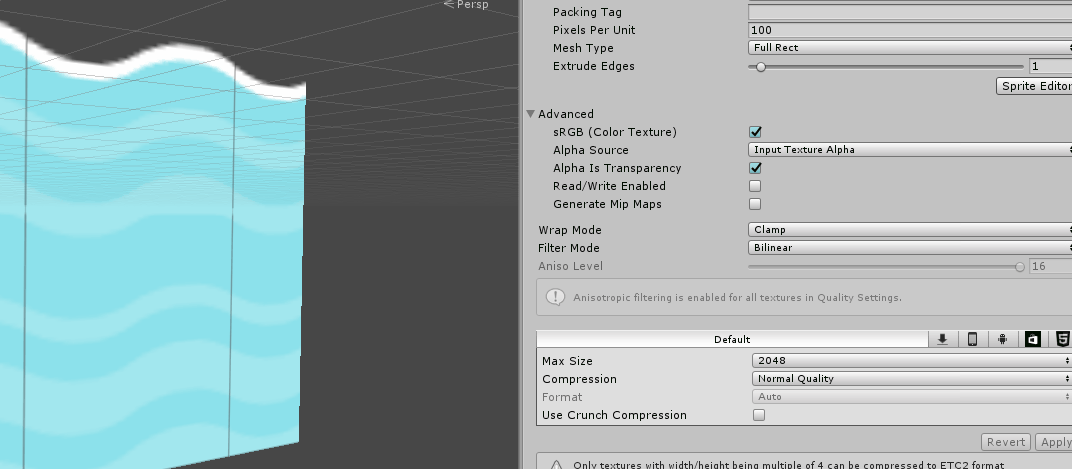 Persp
Packing Tag
Pixels Per Unit 100
Mesh Type Full Rect
Extrude Edges 1
Sprite Editor
Advanced
sRGB (Color Texture)
Alpha Source Input Texture Alpha
Alpha Is Transparency
Read/Write Enabled
Generate Mip Maps
Wrap Mode Clamp
Filter Mode Bilinear
Aniso Level 16
Anisotropic filtering is enabled for all textures in Quality Settings.
Default
Max Size 2048
Compression Normal Quality
Format Auto
Use Crunch Compression
Revert Apply
Only textures with width/height being multiple of 4 can be compressed to ETC2 format